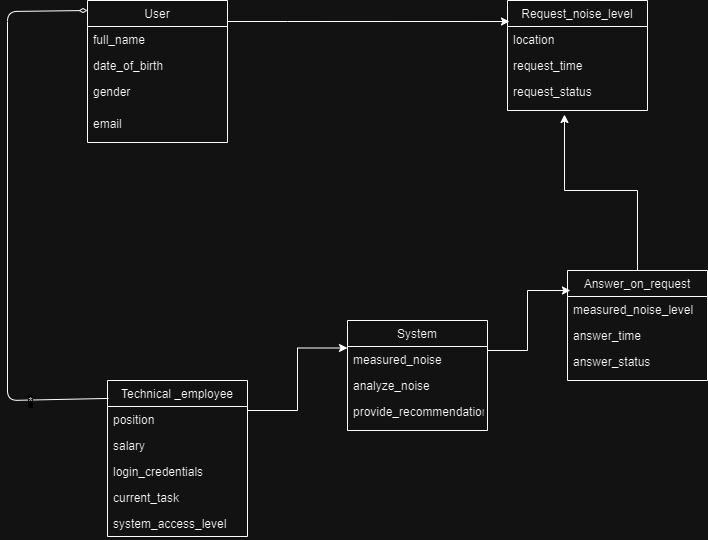 User
full_name
date_of_birth
gender
email
Request_noise_level
location
request_time
request_status
Answer_on_request
measured_noise_level
answer_time
answer_status
System
measured_noise
analyze_noise
provide_recommendatio
Technical _employee
position
salary
login_credentials
current_task
system_access_level
*